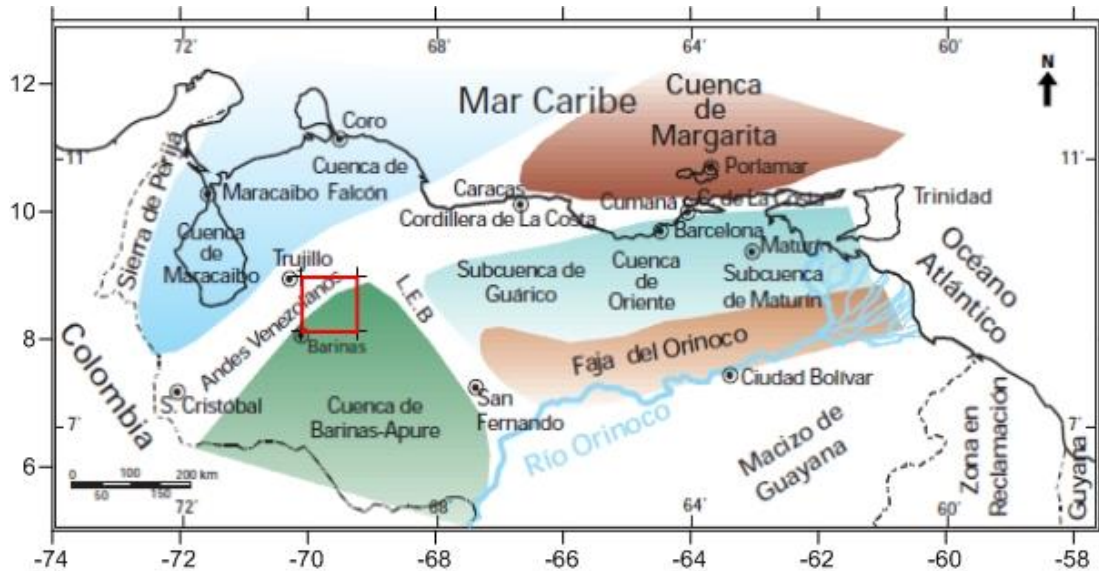 72°
68°
64°
60°
N
12
Mar Caribe
Cuenca
de
Margarita
Coro
11°
11°
Sierra de Perijá
Maracaibo
Cuenca de
Falcón
Porlamar
Caracas
Cumaná
C. de La Costa
Trinidad
10
Cordillera de La Costa
Barcelona
Maturín
Cuenca
de
Maracaibo
Trujillo
Subcuenca de
Guárico
Cuenca
de
Oriente
Subcuenca
de Maturín
Océano
Atlántico
L.E.B
Andes Venezolanos
8
Barinas
Faja del Orinoco
Colombia
S. Cristóbal
San
Fernando
Ciudad Bolívar
Cuenca de
Barinas-Apure
7°
7°
Río Orinoco
Macizo de
Guayana
Zona en
Reclamación
Guyana
6
0 100 200 km
50 150
72°
68°
64°
60°
-74 -72 -70 -68 -66 -64 -62 -60 -58